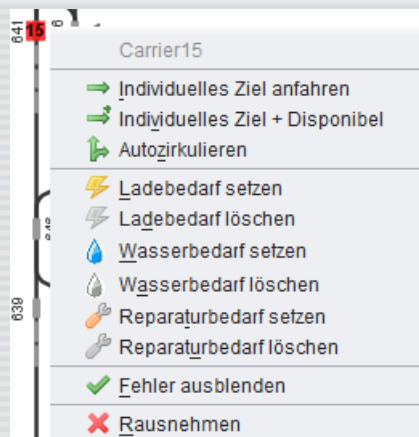 641
15
6
Carrier15
Individuelles Ziel anfahren
Individuelles Ziel + Disponibel
Autozirkulieren
Ladebedarf setzen
Ladebedarf löschen
Wasserbedarf setzen
Wasserbedarf löschen
639
Reparaturbedarf setzen
Reparaturbedarf löschen
Fehler ausblenden
Rausnehmen